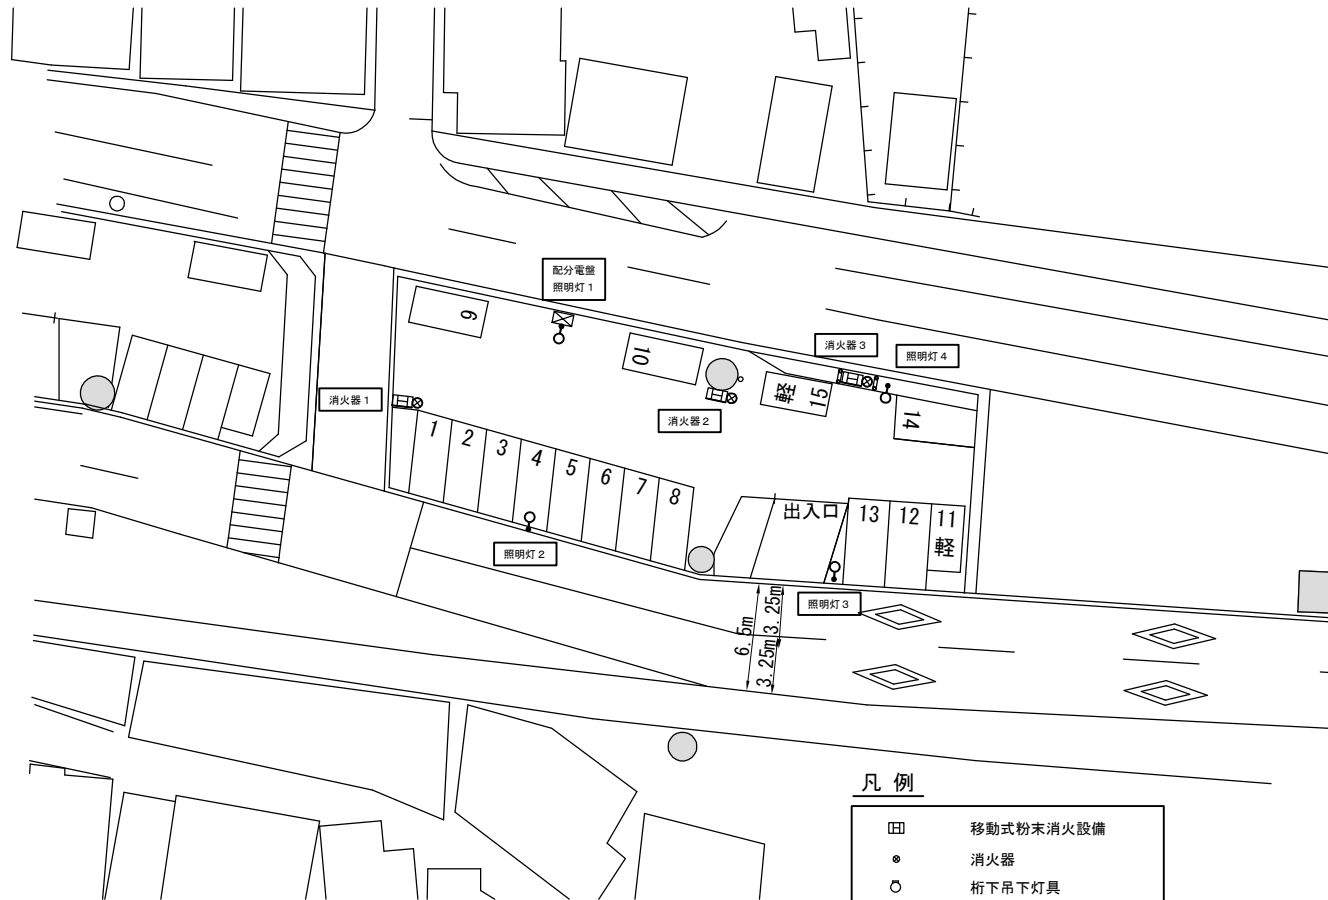 配分電盤
照明灯1
9
消火器3
照明灯4
10
軽
15
消火器1
消火器2
14
1
2
3
4
5
6
7
8
出入口
13
12
11
軽
照明灯2
照明灯3
6.5m
3.25m
3.25m
凡例
移動式粉末消火設備
消火器
桁下吊下灯具